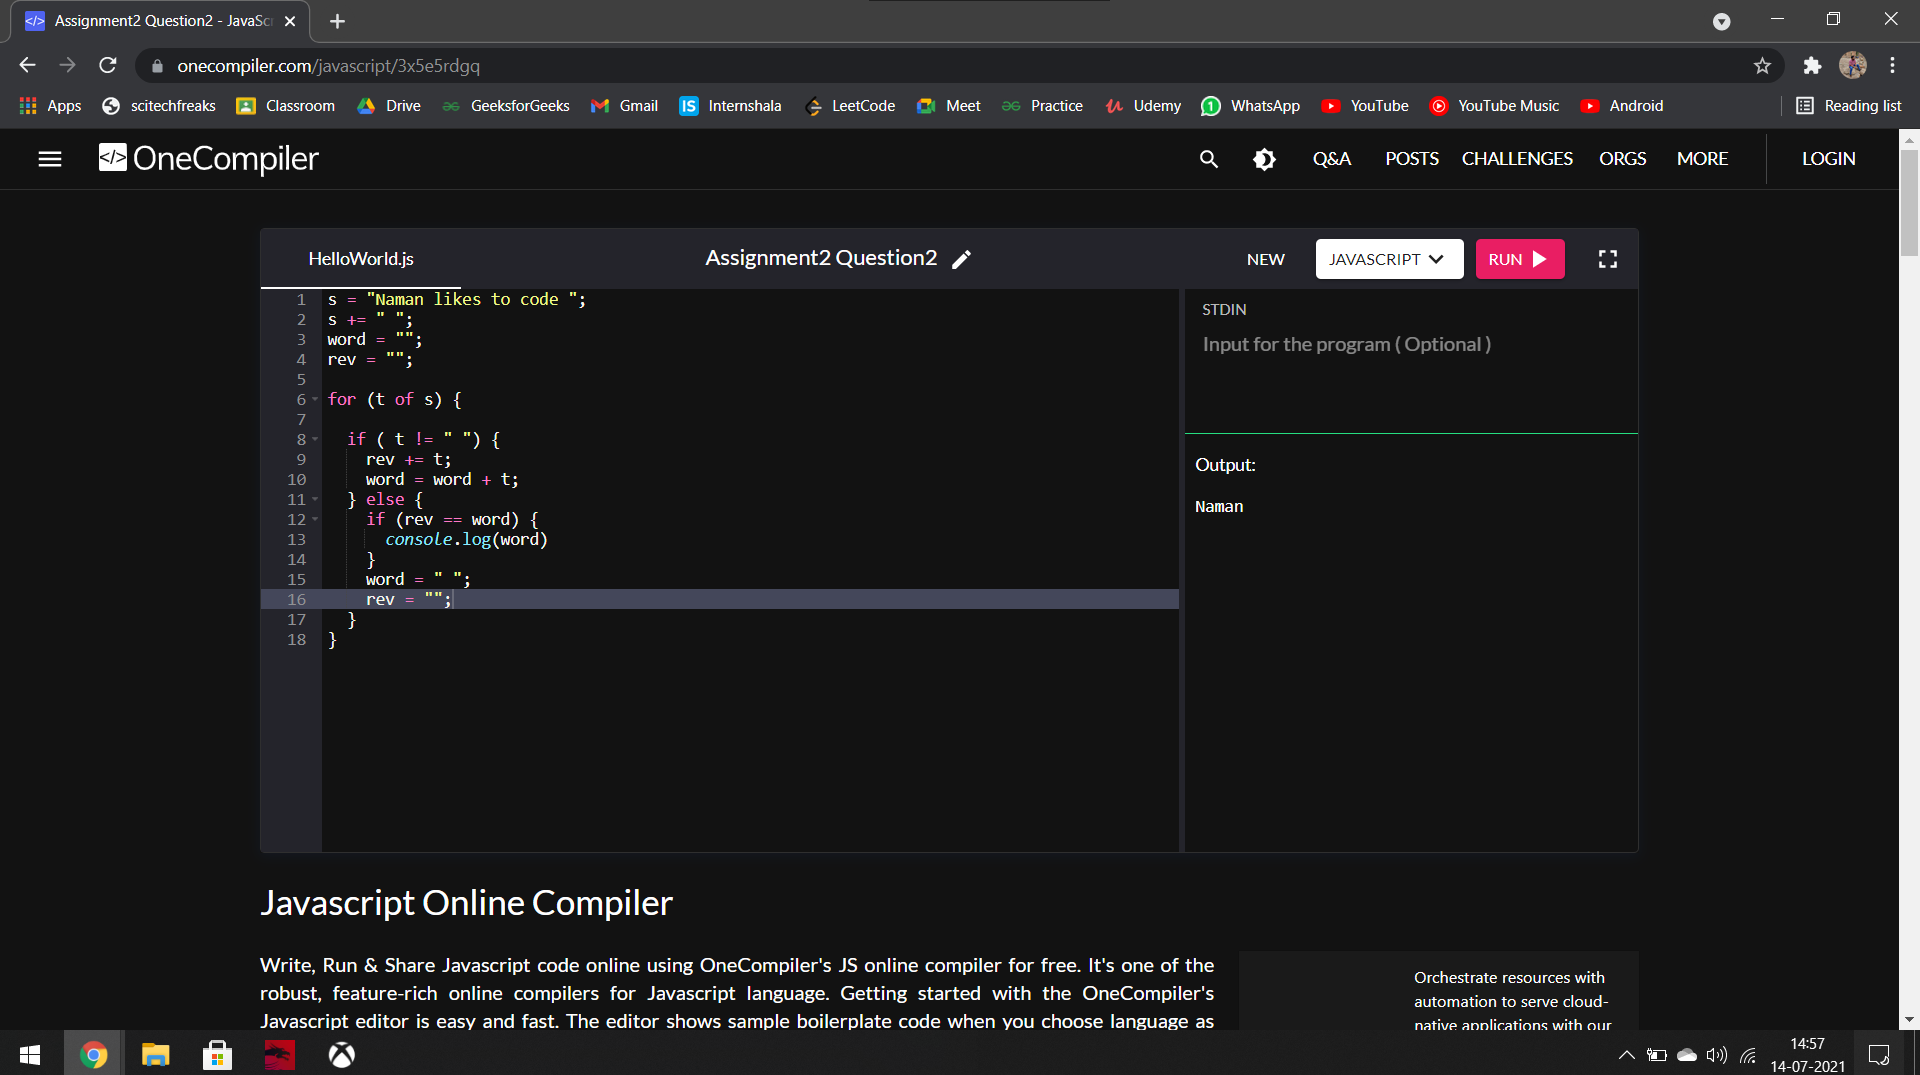 Assignment2 Question2 - JavaSc
onecompiler.com/javascript/3x5e5rdgq
Apps scitechfreaks Classroom Drive GeeksforGeeks Gmail Internshala LeetCode Meet Practice Udemy WhatsApp YouTube YouTube Music Android Reading list
OneCompiler Q&A POSTS CHALLENGES ORGS MORE LOGIN
HelloWorld.js Assignment2 Question2 NEW JAVASCRIPT RUN
1 s = "Naman likes to code ";
2 s += " ";
3 word = "";
4 rev = "";
5
6 for (t of s) {
7
8 if ( t != " ") {
9 rev += t;
10 word = word + t;
11 } else {
12 if (rev == word) {
13 console.log(word)
14 }
15 word = " ";
16 rev = "";
17 }
18 }
STDIN
Input for the program ( Optional )
Output:
Naman
Javascript Online Compiler
Write, Run & Share Javascript code online using OneCompiler's JS online compiler for free. It's one of the
robust, feature-rich online compilers for Javascript language. Getting started with the OneCompiler's
Javascript editor is easy and fast. The editor shows sample boilerplate code when you choose language as
Orchestrate resources with
automation to serve cloud-
native applications with our
14:57
14-07-2021